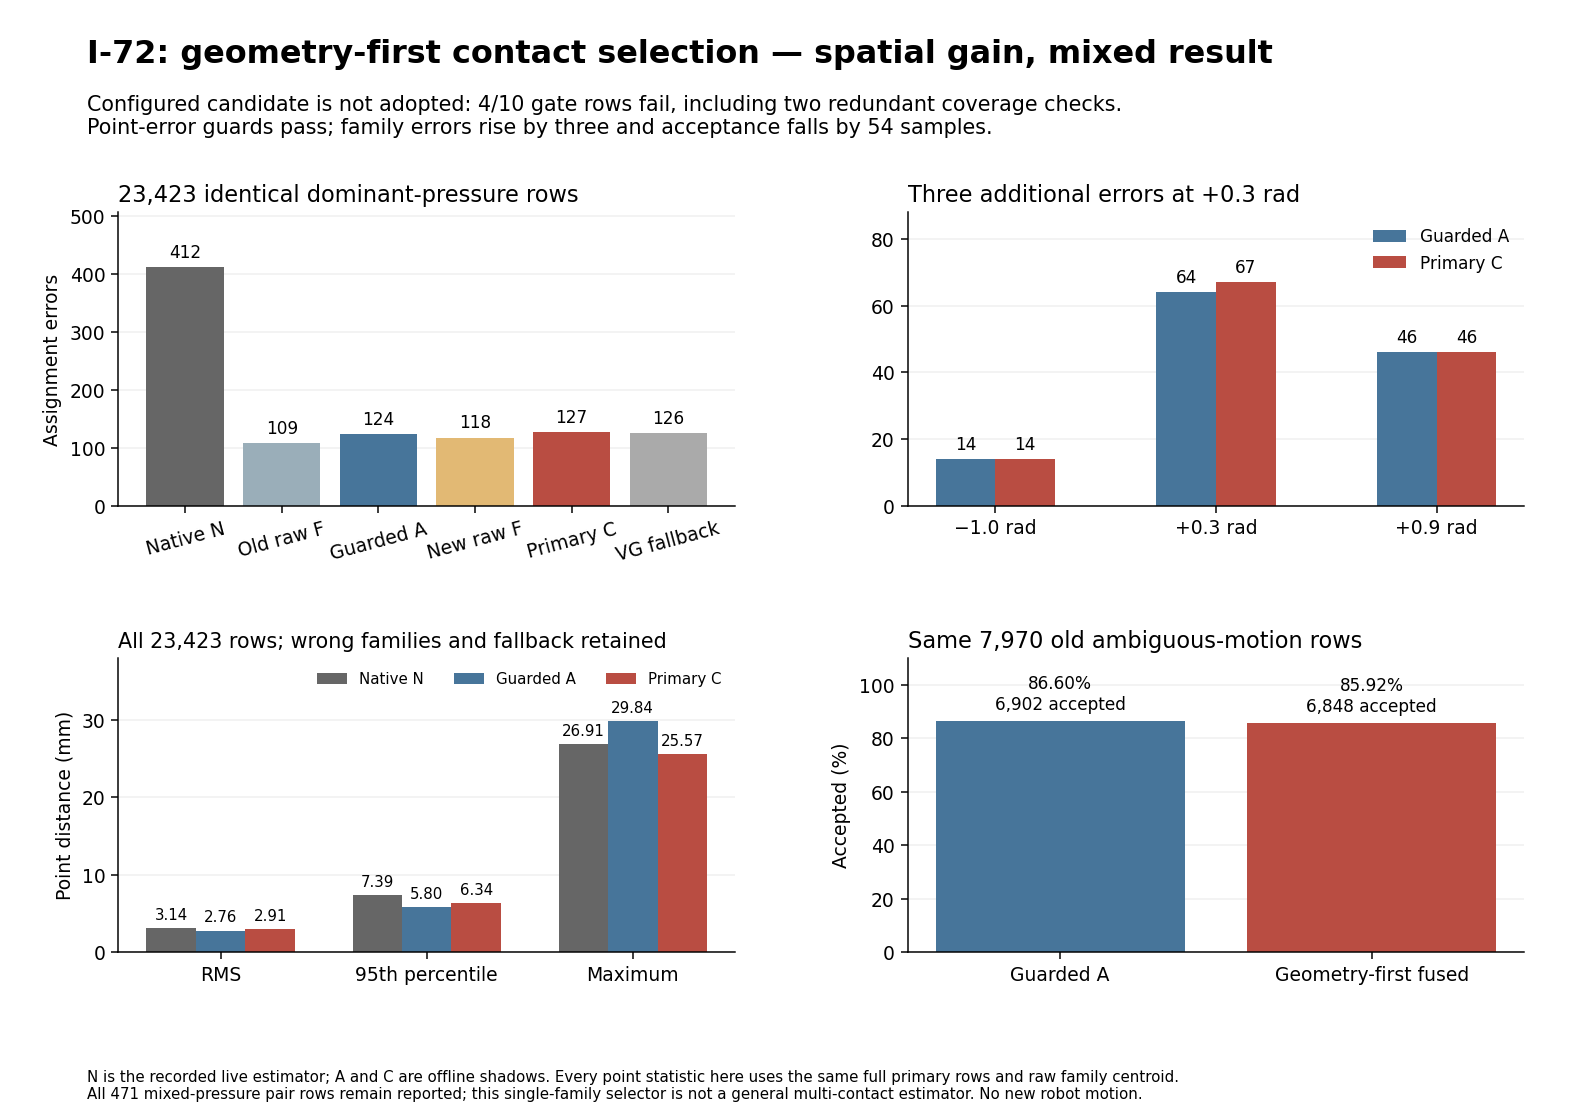 I-72: geometry-first contact selection — spatial gain, mixed result
Configured candidate is not adopted: 4/10 gate rows fail, including two redundant coverage checks.
Point-error guards pass; family errors rise by three and acceptance falls by 54 samples.
23,423 identical dominant-pressure rows
Assignment errors
500
400
300
200
100
0
412
109
124
118
127
126
Native N
Old raw F
Guarded A
New raw F
Primary C
VG fallback
Three additional errors at +0.3 rad
80
60
40
20
0
Guarded A
Primary C
14
14
64
67
46
46
−1.0 rad
+0.3 rad
+0.9 rad
All 23,423 rows; wrong families and fallback retained
Point distance (mm)
30
20
10
0
Native N
Guarded A
Primary C
3.14
2.76
2.91
7.39
5.80
6.34
26.91
29.84
25.57
RMS
95th percentile
Maximum
Same 7,970 old ambiguous-motion rows
Accepted (%)
100
80
60
40
20
0
86.60%
6,902 accepted
85.92%
6,848 accepted
Guarded A
Geometry-first fused
N is the recorded live estimator; A and C are offline shadows. Every point statistic here uses the same full primary rows and raw family centroid.
All 471 mixed-pressure pair rows remain reported; this single-family selector is not a general multi-contact estimator. No new robot motion.